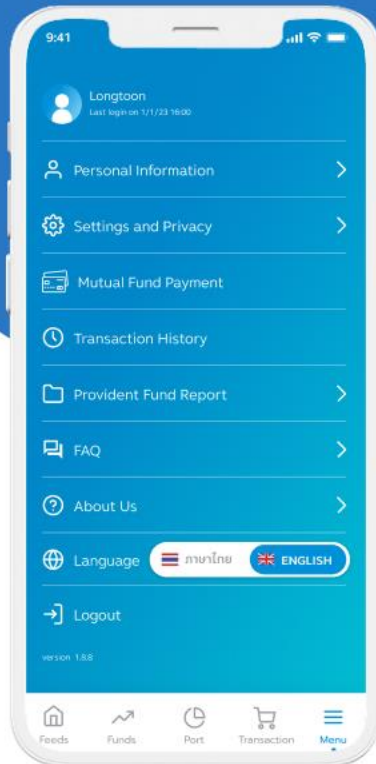 9:41
Longtoon
Last login on 1/1/23 16:00
Personal Information
Settings and Privacy
Mutual Fund Payment
Transaction History
Provident Fund Report
FAQ
About Us
Language ภาษาไทย ENGLISH
Logout
version 1.8.8
Feeds Funds Port Transaction Menu